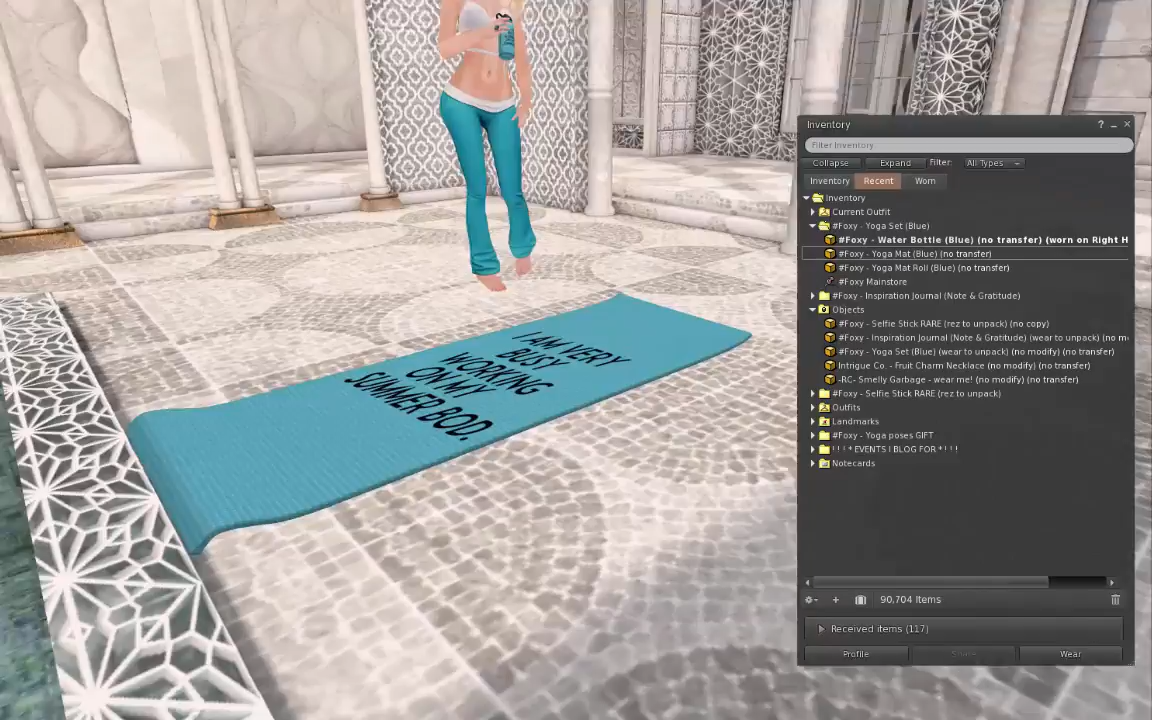 I AM VERY
BUSY
WORKING
ON MY
SUMMER BOD.
Inventory
? _ ×
Filter Inventory
Collapse Expand Filter: All Types
Inventory Recent Worn
Inventory
Current Outfit
#Foxy - Yoga Set (Blue)
#Foxy - Water Bottle (Blue) (no transfer) (worn on Right H
#Foxy - Yoga Mat (Blue) (no transfer)
#Foxy - Yoga Mat Roll (Blue) (no transfer)
#Foxy Mainstore
#Foxy - Inspiration Journal (Note & Gratitude)
Objects
#Foxy - Selfie Stick RARE (rez to unpack) (no copy)
#Foxy - Inspiration Journal (Note & Gratitude) (wear to unpack) (no m
#Foxy - Yoga Set (Blue) (wear to unpack) (no modify) (no transfer)
Intrigue Co. - Fruit Charm Necklace (no modify) (no transfer)
-RC- Smelly Garbage - wear me! (no modify) (no transfer)
#Foxy - Selfie Stick RARE (rez to unpack)
Outfits
Landmarks
#Foxy - Yoga poses GIFT
! ! ! * EVENTS I BLOG FOR * ! ! !
Notecards
+ 90,704 Items
Received items (117)
Profile Share Wear